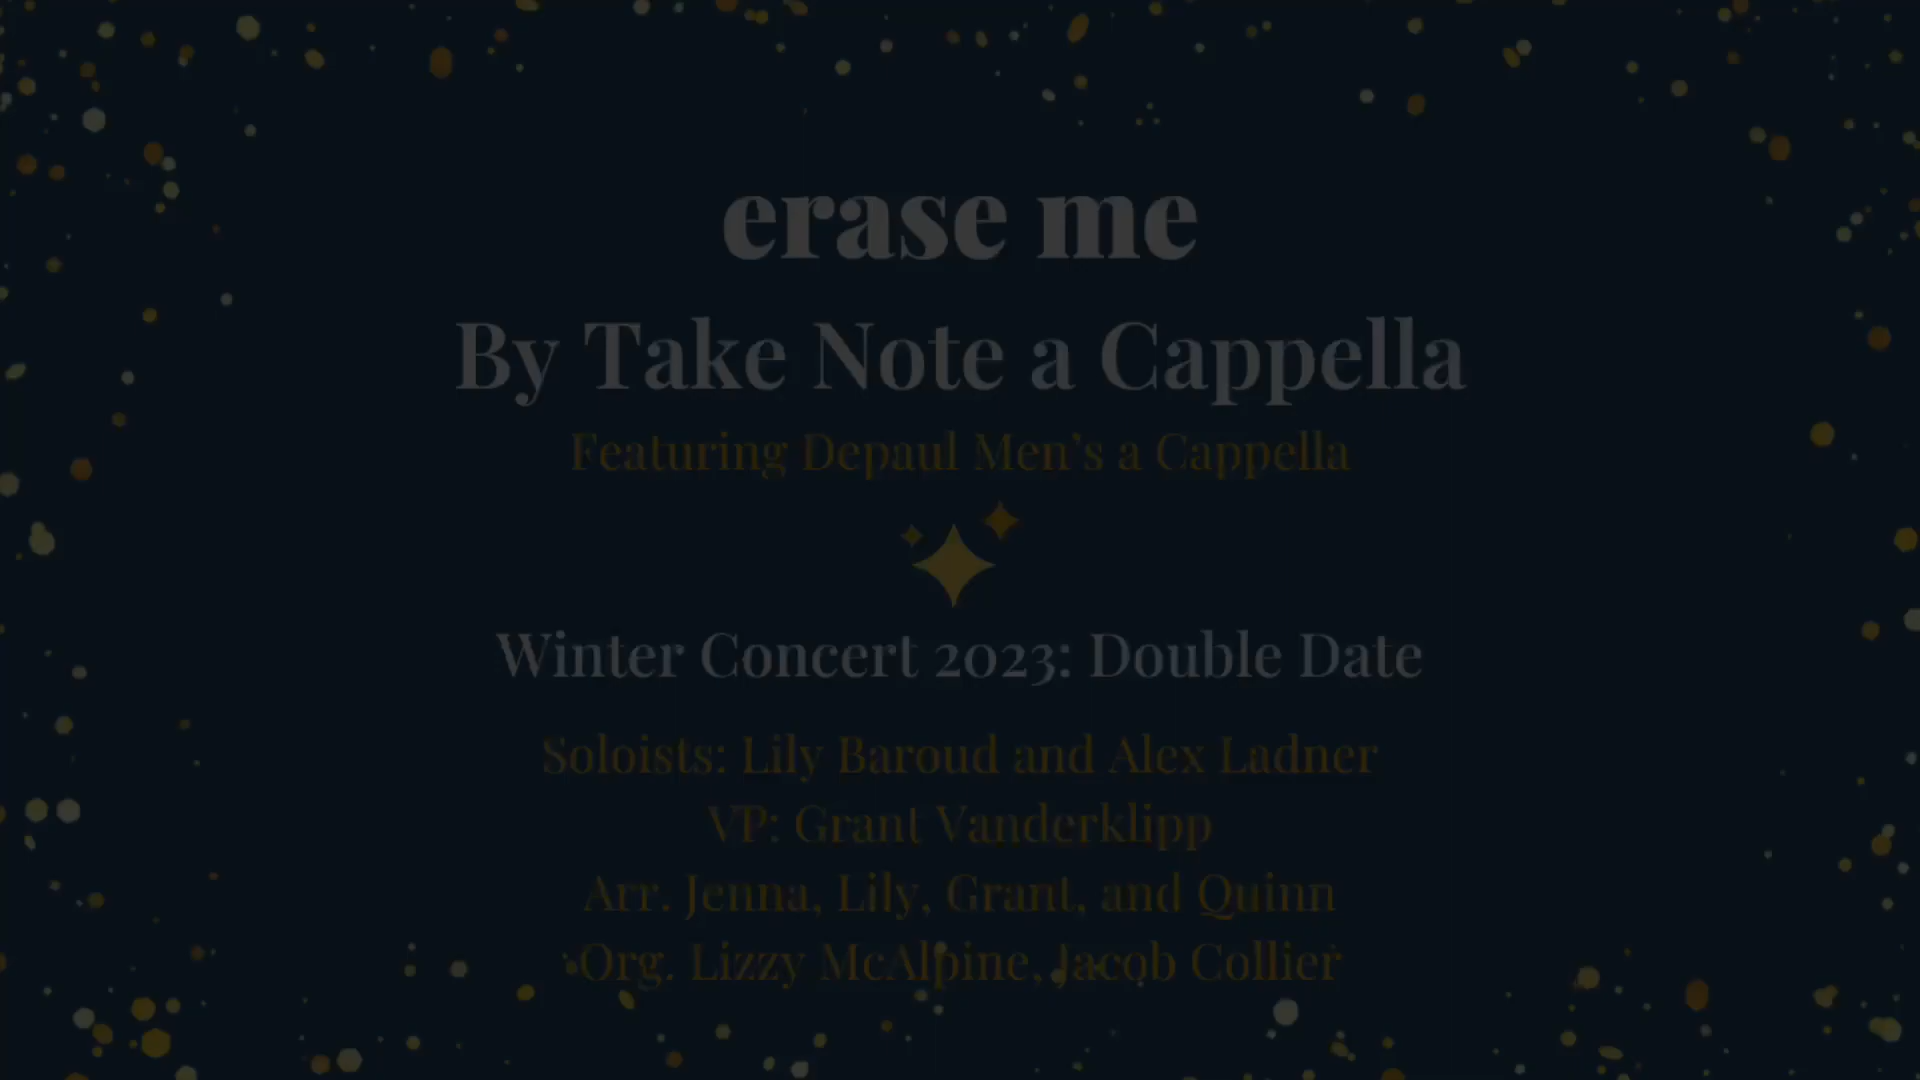 erase me
By Take Note a Cappella
Featuring Depaul Men's a Cappella
Winter Concert 2023: Double Date
Soloists: Lily Baroud and Alex Ladner
VP: Grant Vanderklipp
Arr. Jenna, Lily, Grant, and Quinn
Org. Lizzy McAlpine, Jacob Collier